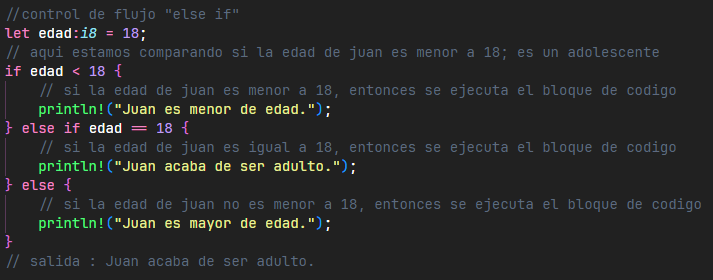 //control de flujo "else if"
let edad:i8 = 18;
// aqui estamos comparando si la edad de juan es menor a 18; es un adolescente
if edad < 18 {
    // si la edad de juan es menor a 18, entonces se ejecuta el bloque de codigo
    println!("Juan es menor de edad.");
} else if edad == 18 {
    // si la edad de juan es igual a 18, entonces se ejecuta el bloque de codigo
    println!("Juan acaba de ser adulto.");
} else {
    // si la edad de juan no es menor a 18, entonces se ejecuta el bloque de codigo
    println!("Juan es mayor de edad.");
}
// salida : Juan acaba de ser adulto.